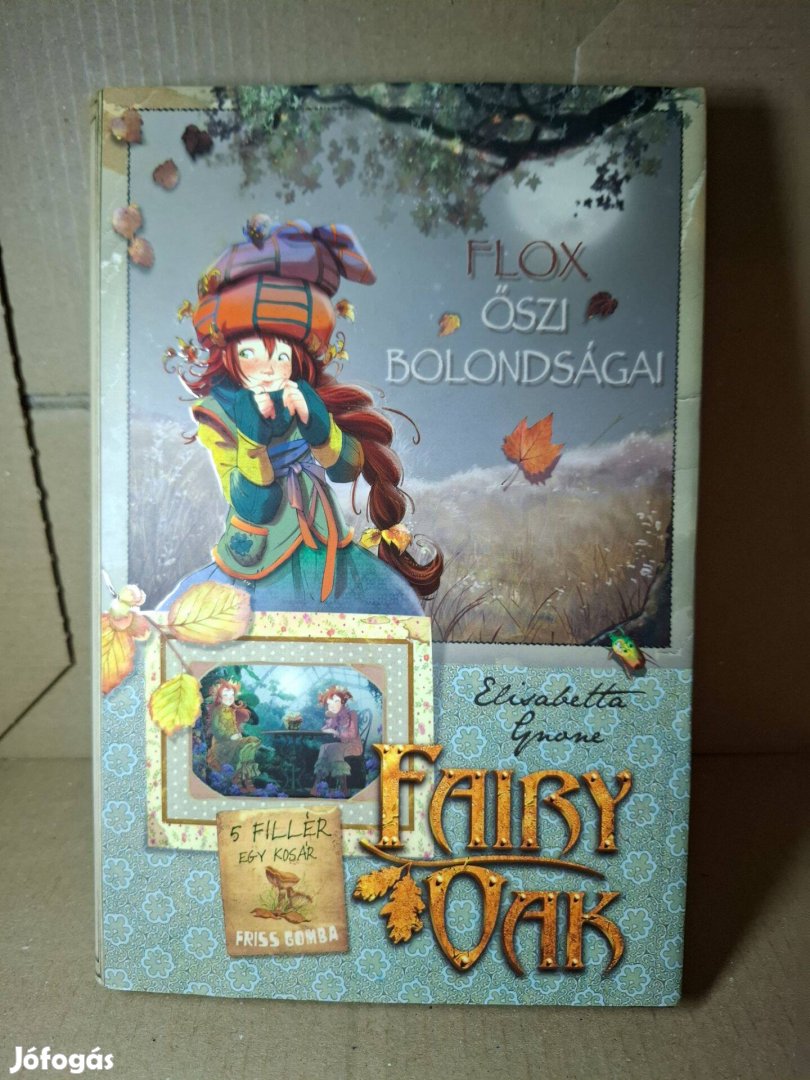 FLOX
ŐSZI
BOLONDSÁGAI
Elisabetta
Gnone
FAIRY
OAK
5 FILLÉR
EGY KOSÁR
FRISS GOMBA
Jófogás